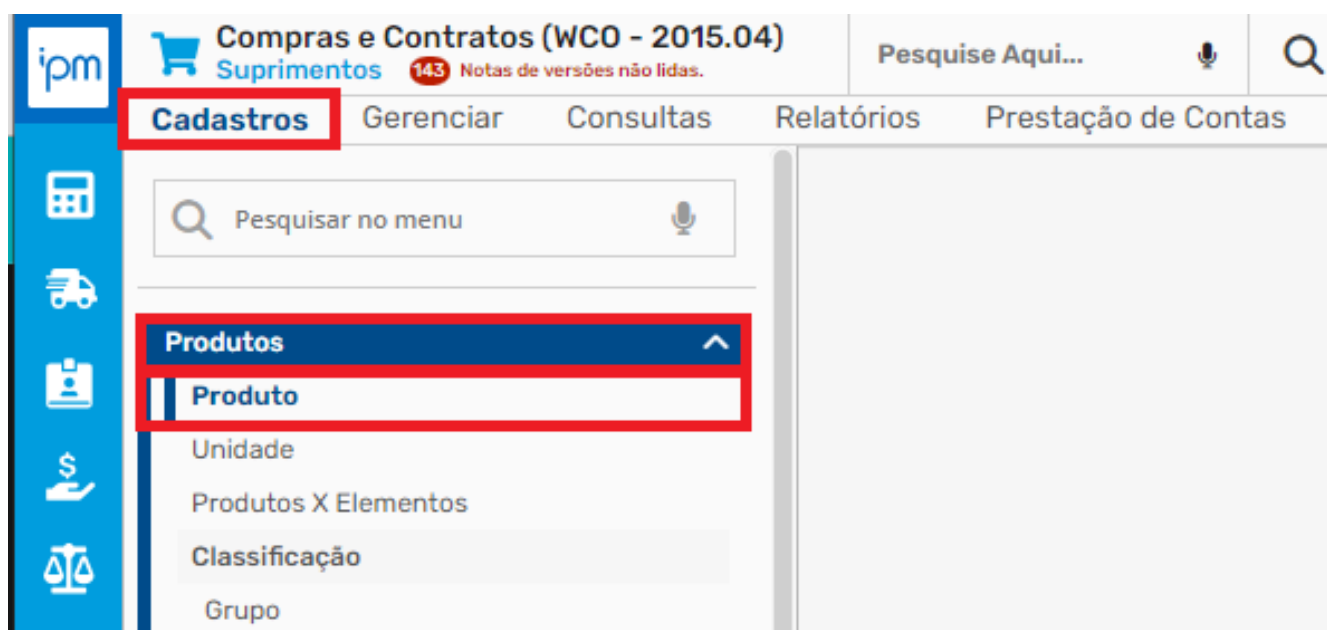 ipm
Compras e Contratos (WCO - 2015.04)
Suprimentos 143 Notas de versões não lidas.
Pesquise Aqui...
Cadastros Gerenciar Consultas Relatórios Prestação de Contas
Pesquisar no menu
Produtos
Produto
Unidade
Produtos X Elementos
Classificação
Grupo